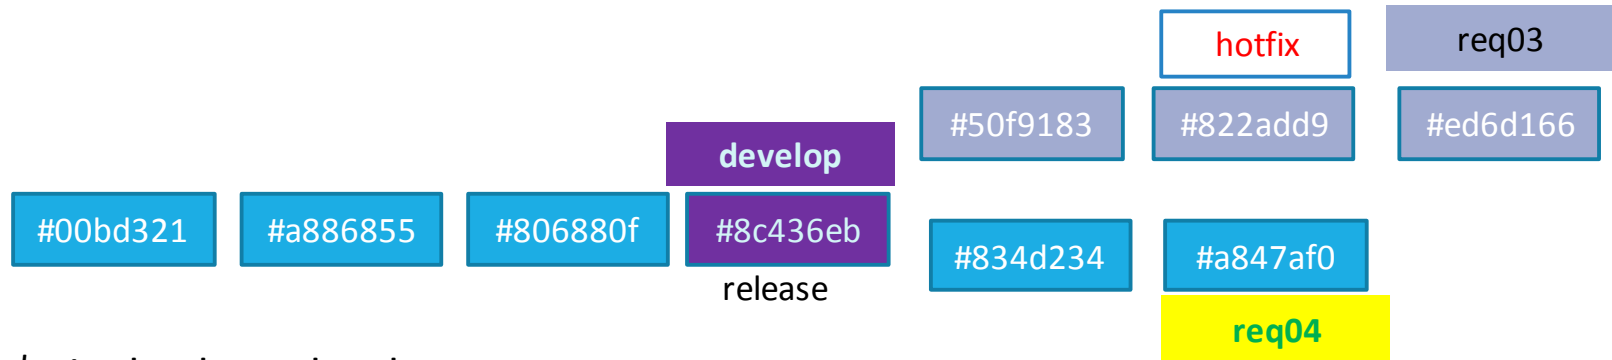 hotfix
req03
#50f9183
#822add9
#ed6d166
develop
#00bd321
#a886855
#806880f
#8c436eb
#834d234
#a847af0
release
req04